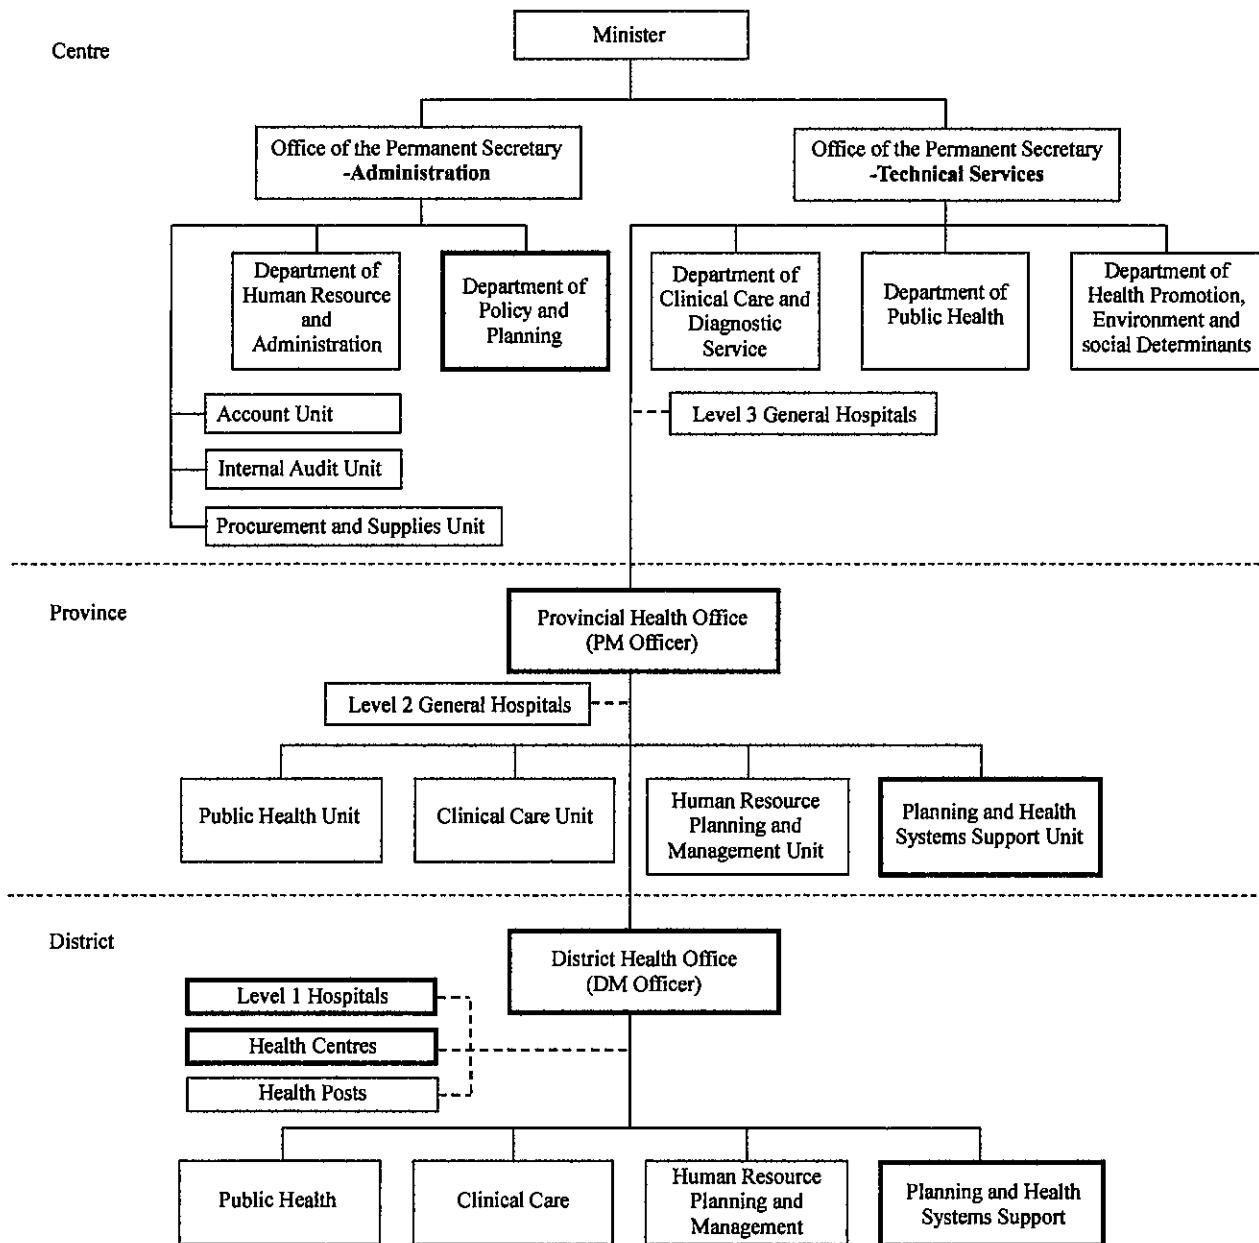 Centre
Minister
Office of the Permanent Secretary
-Administration
Office of the Permanent Secretary
-Technical Services
Department of
Human Resource
and
Administration
Department of
Policy and
Planning
Department of
Clinical Care and
Diagnostic
Service
Department of
Public Health
Department of
Health Promotion,
Environment and
social Determinants
Account Unit
Internal Audit Unit
Procurement and Supplies Unit
Level 3 General Hospitals
Province
Provincial Health Office
(PM Officer)
Level 2 General Hospitals
Public Health Unit
Clinical Care Unit
Human Resource
Planning and
Management Unit
Planning and Health
Systems Support Unit
District
District Health Office
(DM Officer)
Level 1 Hospitals
Health Centres
Health Posts
Public Health
Clinical Care
Human Resource
Planning and
Management
Planning and Health
Systems Support